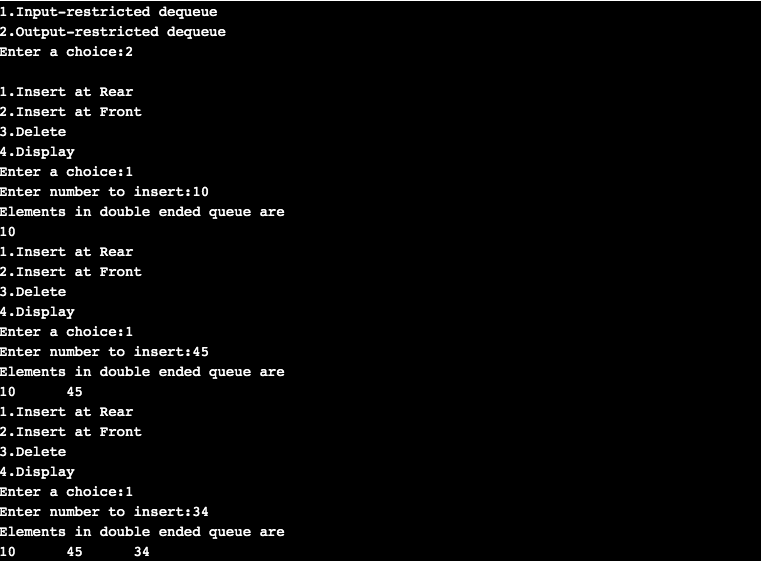 1.Input-restricted dequeue
2.Output-restricted dequeue
Enter a choice:2
1.Insert at Rear
2.Insert at Front
3.Delete
4.Display
Enter a choice:1
Enter number to insert:10
Elements in double ended queue are
10
1.Insert at Rear
2.Insert at Front
3.Delete
4.Display
Enter a choice:1
Enter number to insert:45
Elements in double ended queue are
10      45
1.Insert at Rear
2.Insert at Front
3.Delete
4.Display
Enter a choice:1
Enter number to insert:34
Elements in double ended queue are
10      45      34